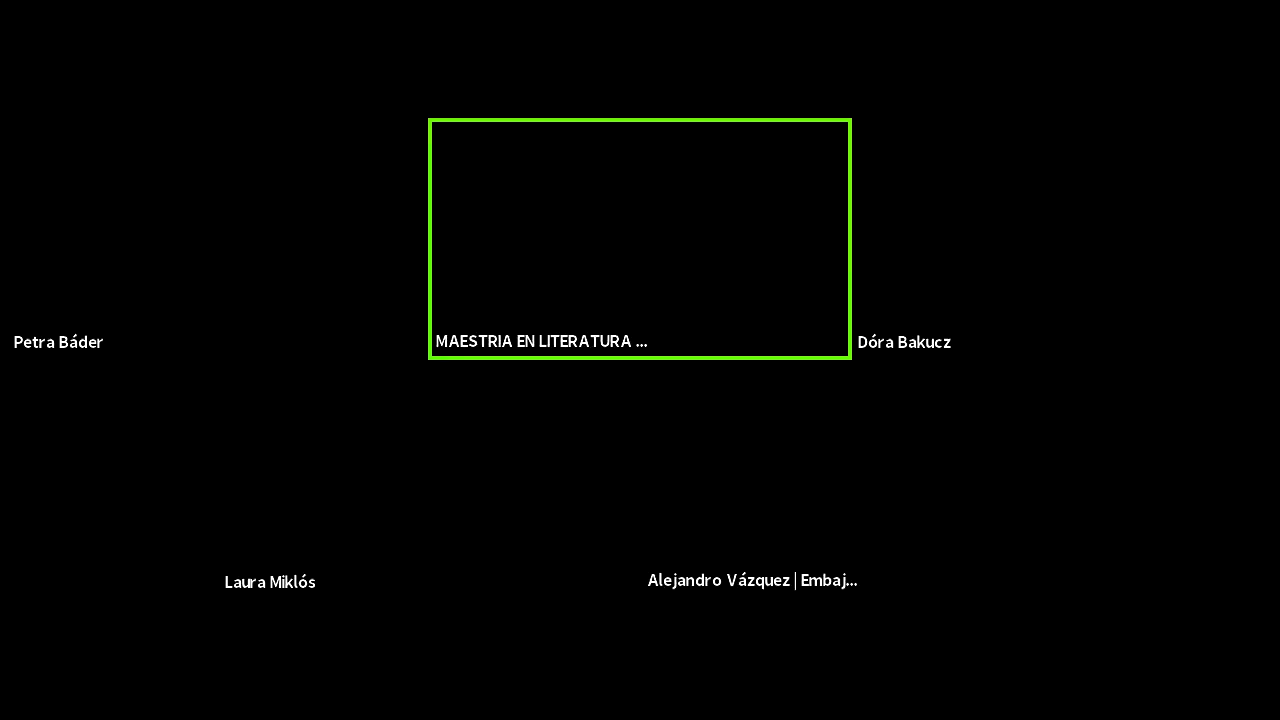 Petra Báder
MAESTRIA EN LITERATURA ...
Dóra Bakucz
Laura Miklós
Alejandro Vázquez | Embaj...